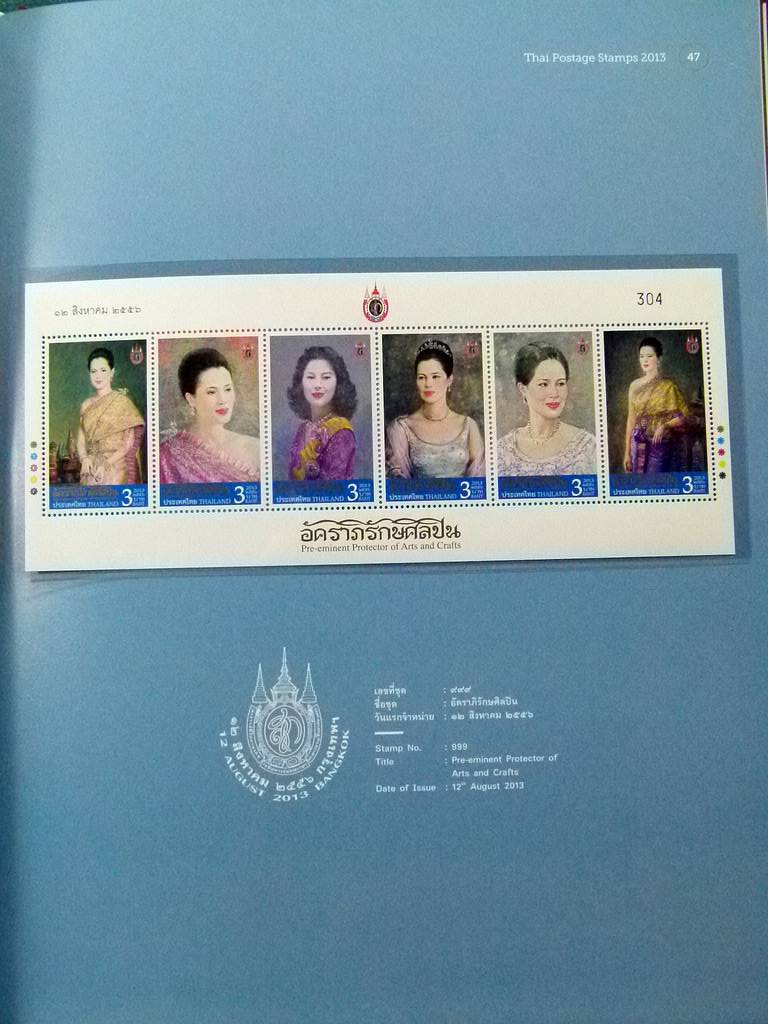 Thai Postage Stamps 2013 47
๑๒ สิงหาคม ๒๕๕๖
304
ประเทศไทย THAILAND 3 2013
ประเทศไทย THAILAND 3 2013
ประเทศไทย THAILAND 3 2013
ประเทศไทย THAILAND 3 2013
ประเทศไทย THAILAND 3 2013
ประเทศไทย THAILAND 3 2013
อัคราภิรักษศิลปิน
Pre-eminent Protector of Arts and Crafts
๑๒ สิงหาคม ๒๕๕๖ กรุงเทพฯ
12 AUGUST 2013 BANGKOK
เลขที่ชุด : ๙๙๙
ชื่อชุด : อัคราภิรักษศิลปิน
วันแรกจำหน่าย : ๑๒ สิงหาคม ๒๕๕๖
Stamp No. : 999
Title : Pre-eminent Protector of
Arts and Crafts
Date of Issue : 12th August 2013